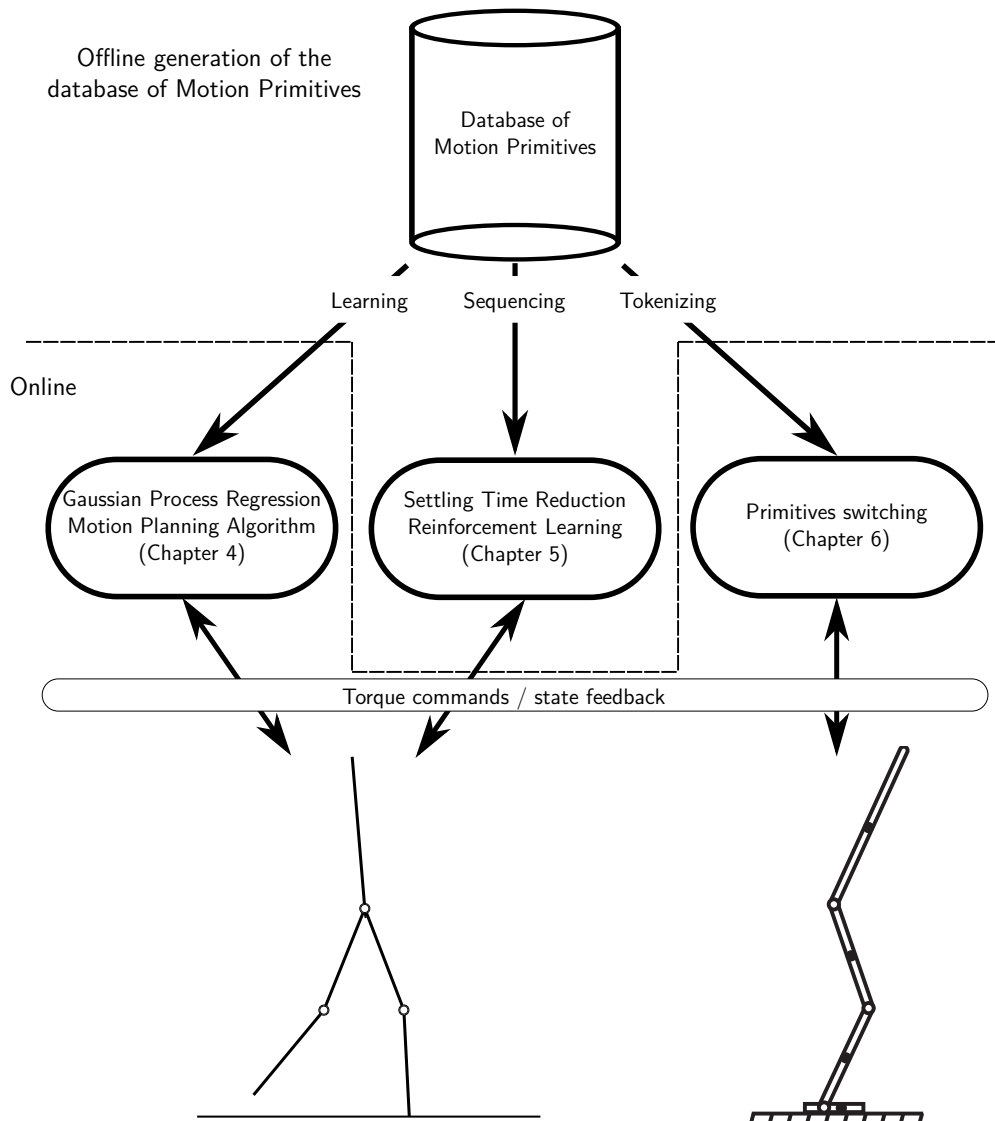 Offline generation of the
database of Motion Primitives
Database of
Motion Primitives
Learning
Sequencing
Tokenizing
Online
Gaussian Process Regression
Motion Planning Algorithm
(Chapter 4)
Settling Time Reduction
Reinforcement Learning
(Chapter 5)
Primitives switching
(Chapter 6)
Torque commands / state feedback